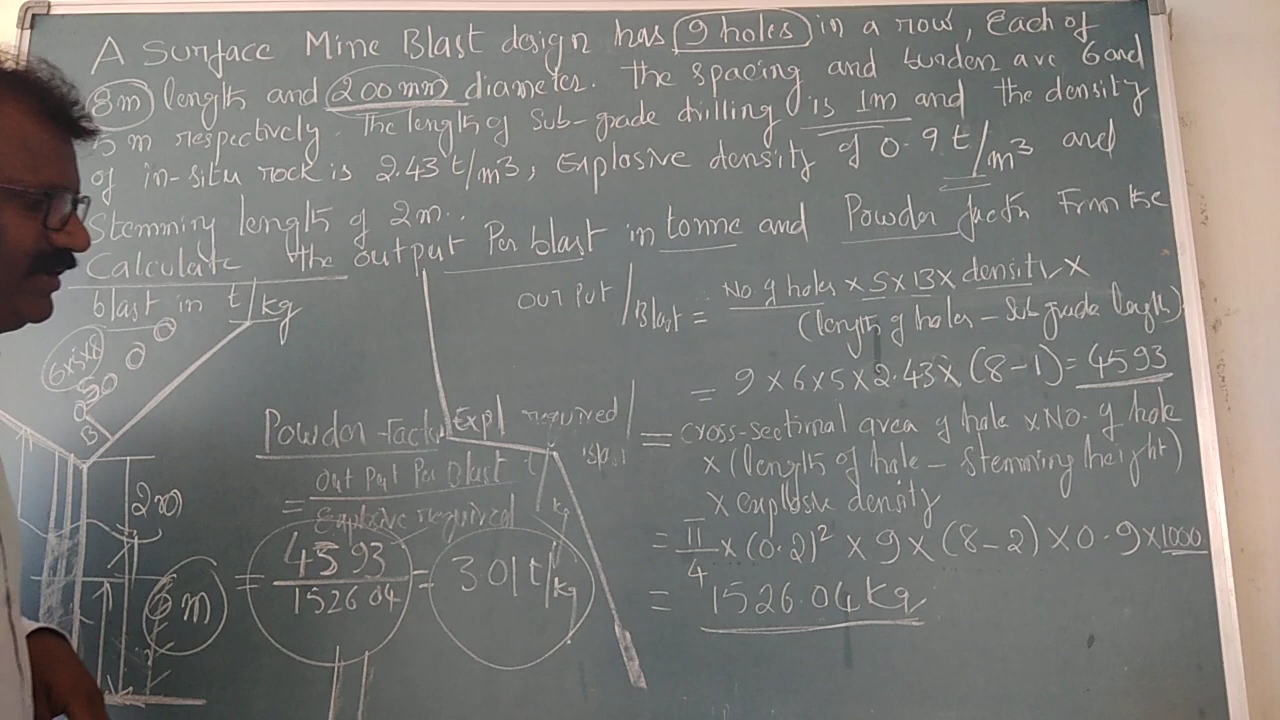 A Surface Mine Blast design has 9 holes in a row, Each of
8m length and 200mm diameter. The spacing and burden are 6 and
5 m respectively. The length of Sub-grade drilling is 1m and the density
of in-situ rock is 2.43 t/m³, Explosive density of 0.9 t/m³ and
Stemming length of 2m..
Calculate the output Per blast in tonne and Powder factor From the
blast in t/kg
OUT PUT / Blast = No. of holes × 5 × 13 × density ×
(length of holes - Sub grade length)
= 9 × 6 × 5 × 2.43 × (8-1) = 4593
6x5x8
B
2m
6m
Powder factor
= Out Put Per Blast t
Explosive required kg
= 4593
1526 04
= 3.01 t/kg
Expl required / Blast = cross-sectional area of hole × No. of hole
× (length of hole - Stemming height)
× explosive density
= π/4 × (0.2)² × 9 × (8-2) × 0.9 × 1000
= 1526.04 kg